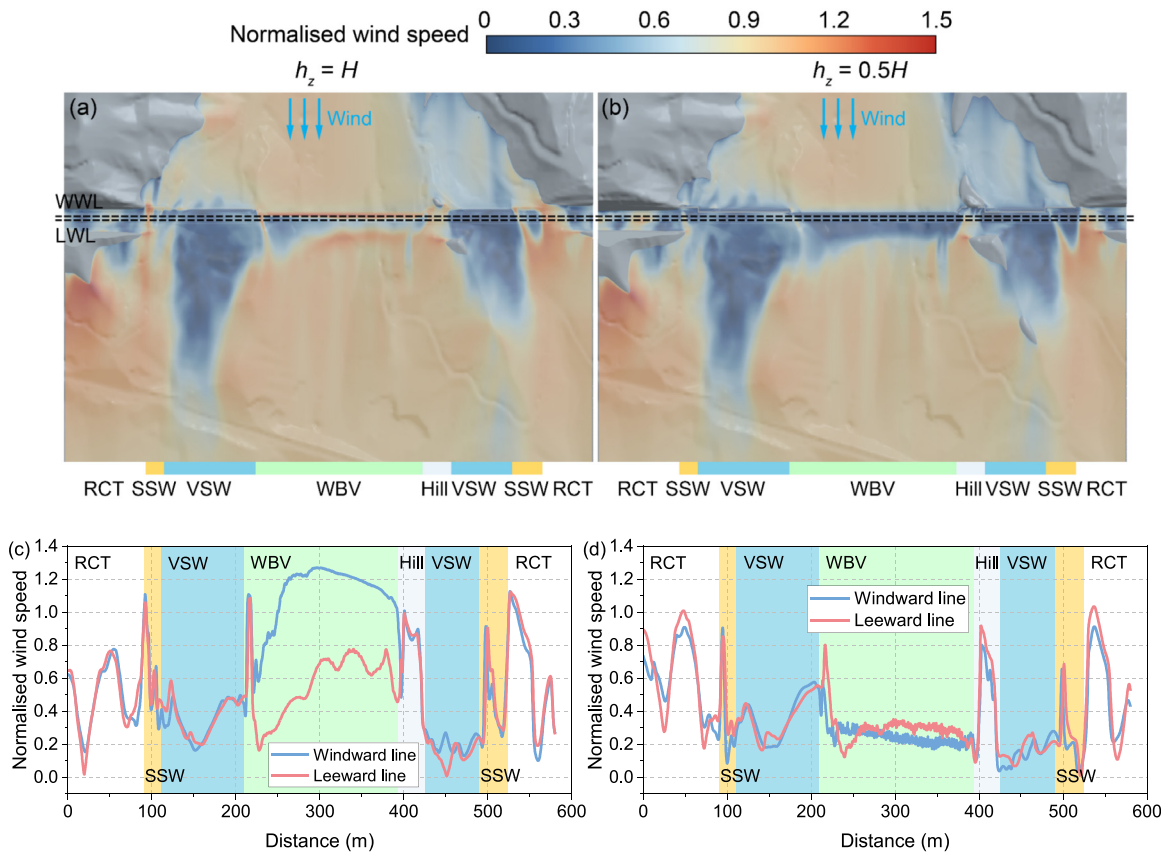 Normalised wind speed
0 0.3 0.6 0.9 1.2 1.5
h_z = H
h_z = 0.5H
(a)
Wind
(b)
Wind
WWL
LWL
RCT SSW VSW WBV Hill VSW SSW RCT
RCT SSW VSW WBV Hill VSW SSW RCT
(c)
Normalised wind speed
1.4
1.2
1.0
0.8
0.6
0.4
0.2
0.0
RCT VSW WBV Hill VSW RCT
Windward line
Leeward line
SSW SSW
0 100 200 300 400 500 600
Distance (m)
(d)
Normalised wind speed
1.4
1.2
1.0
0.8
0.6
0.4
0.2
0.0
RCT VSW WBV Hill VSW RCT
Windward line
Leeward line
SSW SSW
0 100 200 300 400 500 600
Distance (m)